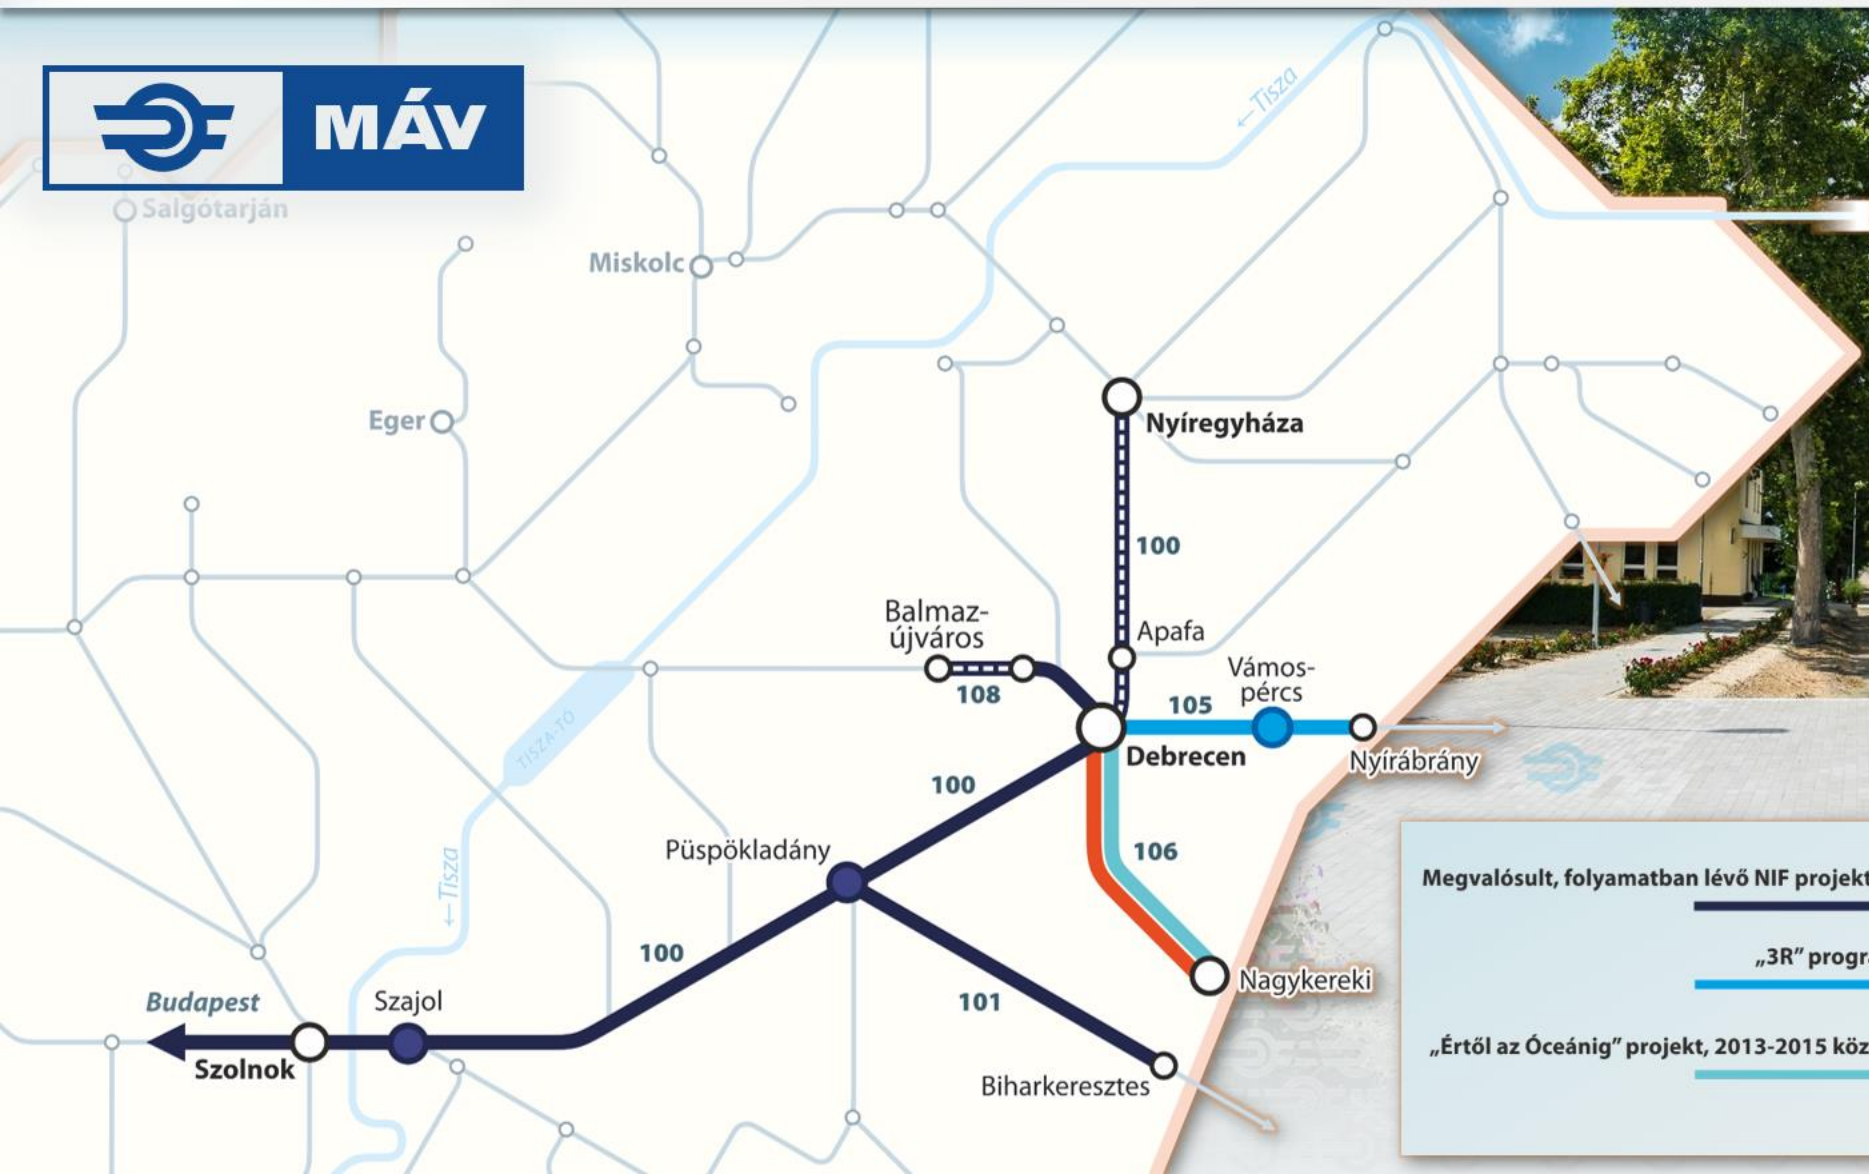 MÁV
←Tisza
Salgótarján
Miskolc
Eger
Nyíregyháza
100
Balmaz-
újváros
Apafa
108
Vámos-
pércs
105
TISZA-TÓ
Debrecen
Nyírábrány
100
Püspökladány
106
←Tisza
Megvalósult, folyamatban lévő NIF projekt
„3R” progr
100
Nagykereki
Budapest
Szajol
101
„Értől az Óceánig” projekt, 2013-2015 köz
Szolnok
Biharkeresztes